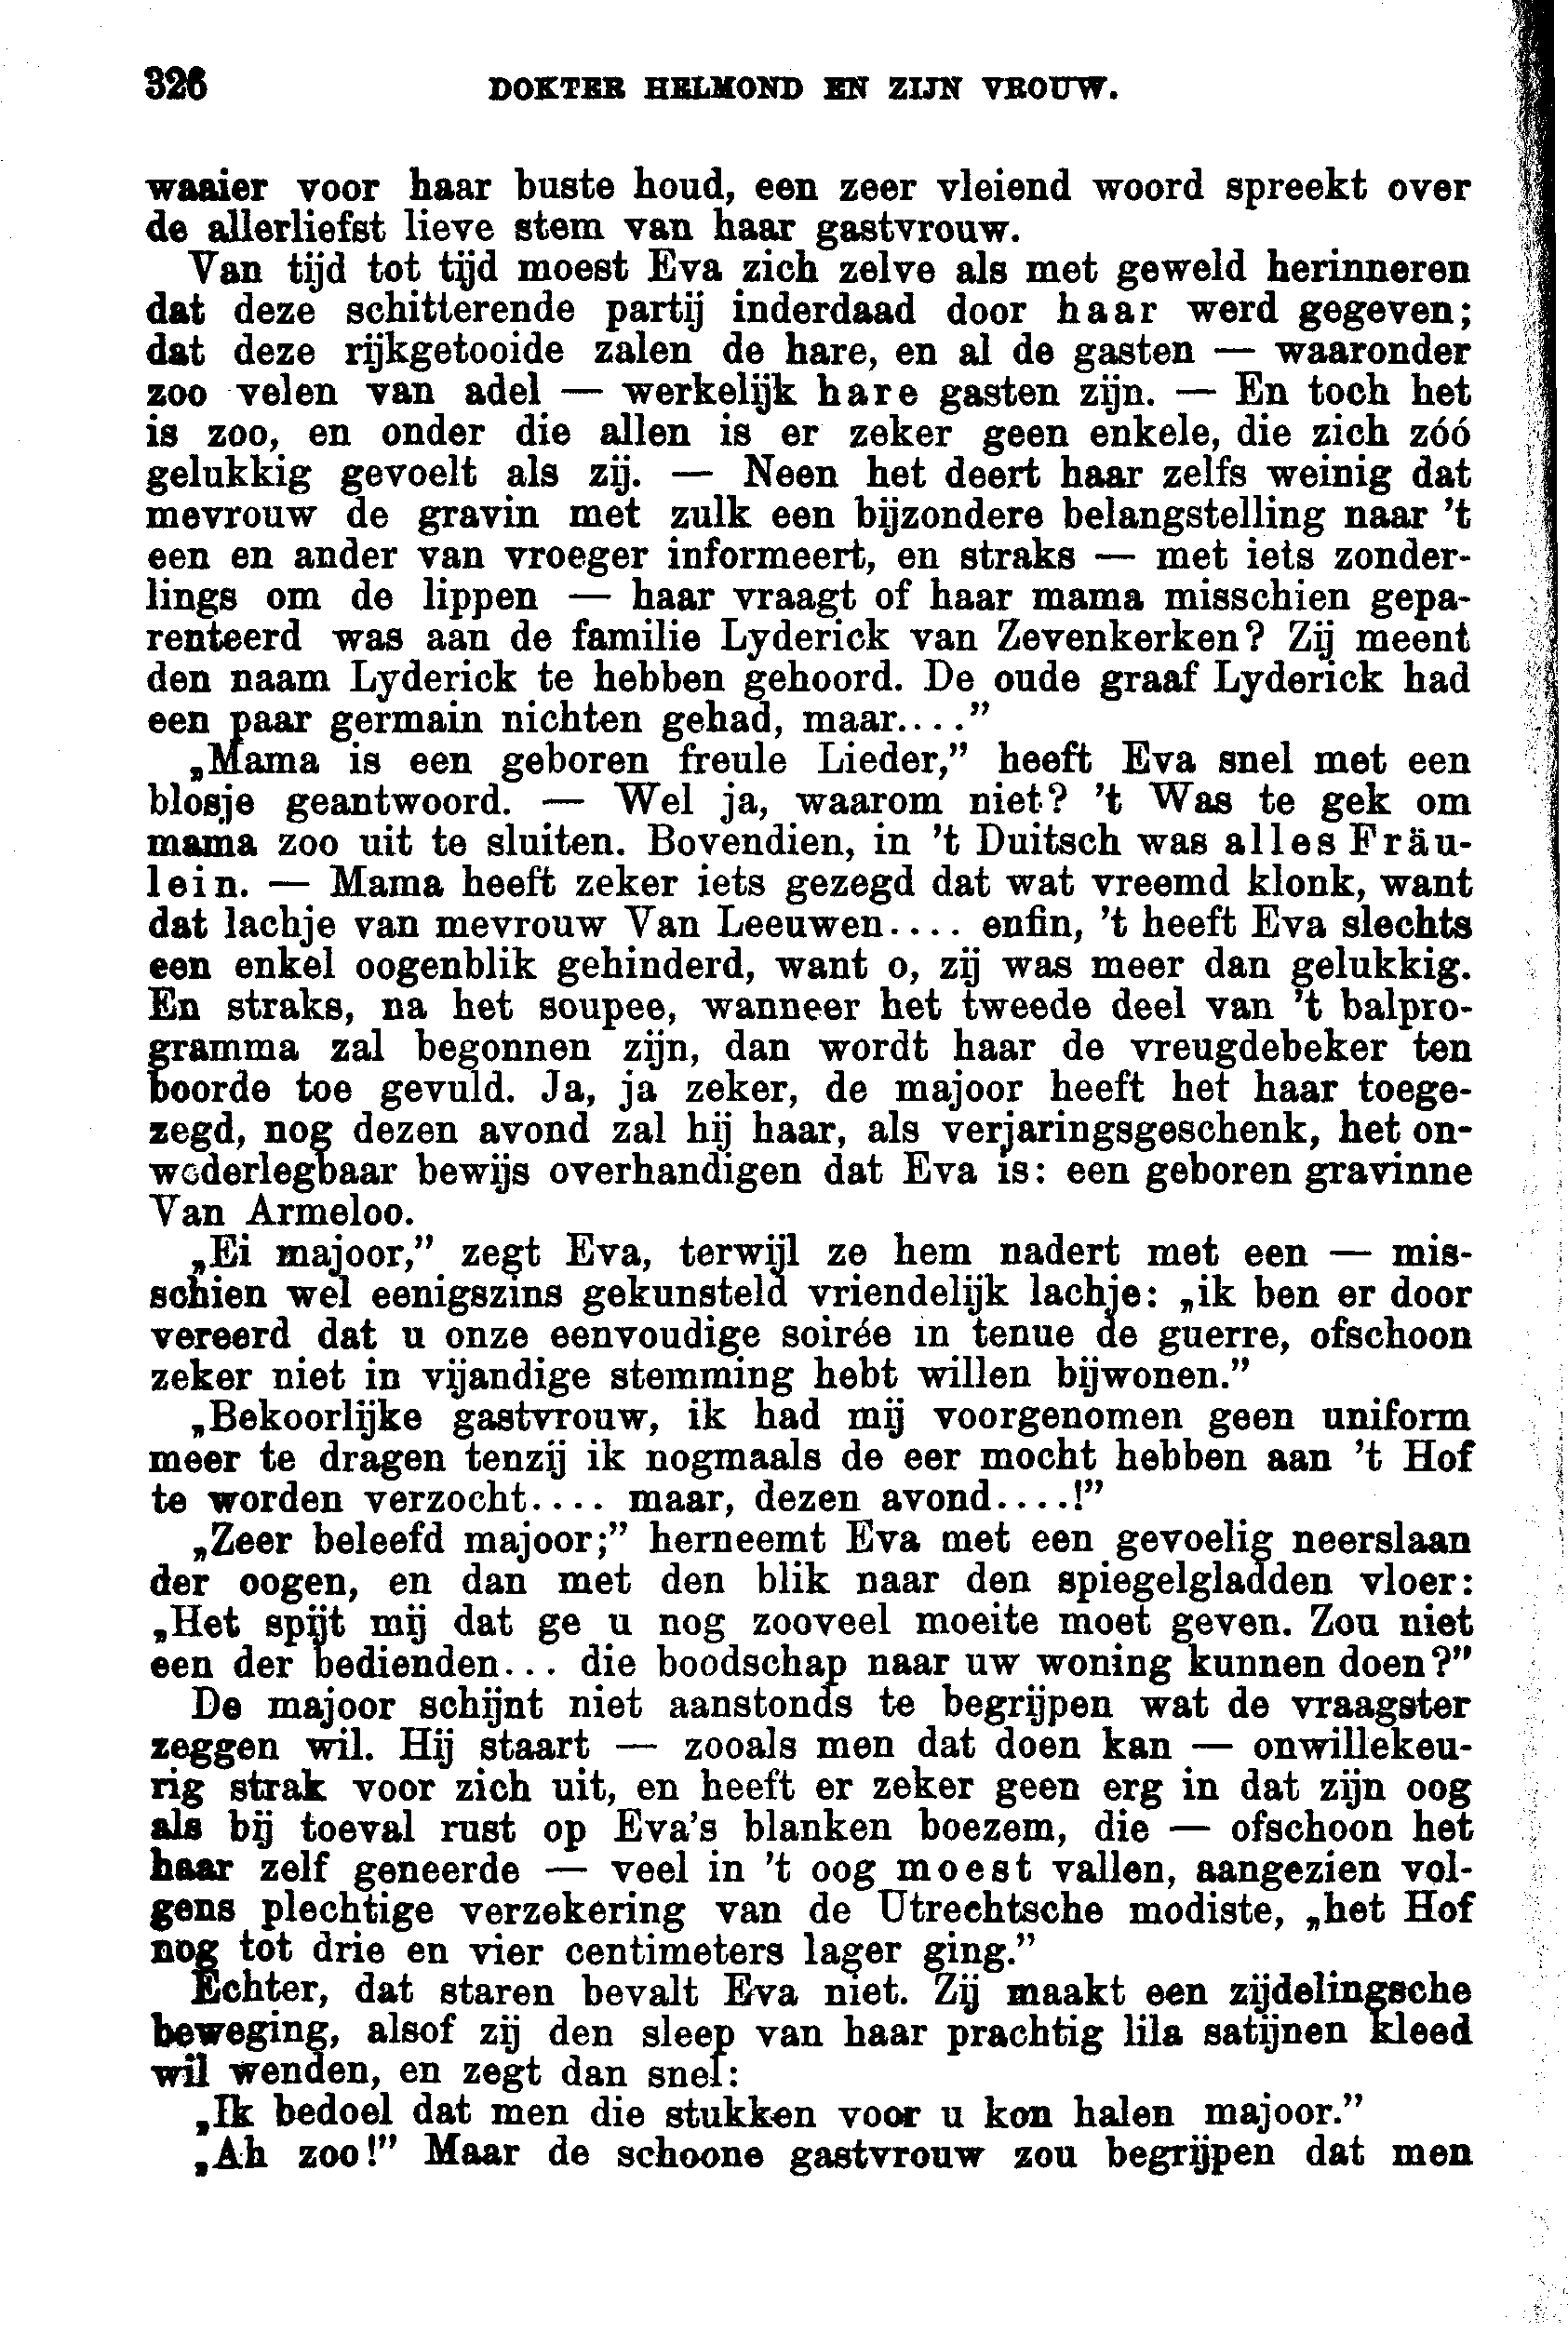 326 DOKTER HELMOND EN ZIJN VROUW.
waaier voor haar buste houd, een zeer vleiend woord spreekt over
de allerliefst lieve stem van haar gastvrouw.
Van tijd tot tijd moest Eva zich zelve als met geweld herinneren
dat deze schitterende partij inderdaad door haar werd gegeven;
dat deze rijkgetooide zalen de hare, en al de gasten — waaronder
zoo velen van adel — werkelijk hare gasten zijn. — En toch het
is zoo, en onder die allen is er zeker geen enkele, die zich zóó
gelukkig gevoelt als zij. — Neen het deert haar zelfs weinig dat
mevrouw de gravin met zulk een bijzondere belangstelling naar 't
een en ander van vroeger informeert, en straks — met iets zonder-
lings om de lippen — haar vraagt of haar mama misschien gepa-
renteerd was aan de familie Lyderick van Zevenkerken? Zij meent
den naam Lyderick te hebben gehoord. De oude graaf Lyderick had
een paar germain nichten gehad, maar...."
„Mama is een geboren freule Lieder," heeft Eva snel met een
blosje geantwoord. — Wel ja, waarom niet? 't Was te gek om
mama zoo uit te sluiten. Bovendien, in 't Duitsch was alles Fräu-
lein. — Mama heeft zeker iets gezegd dat wat vreemd klonk, want
dat lachje van mevrouw Van Leeuwen.... enfin, 't heeft Eva slechts
een enkel oogenblik gehinderd, want o, zij was meer dan gelukkig.
En straks, na het soupee, wanneer het tweede deel van 't balpro-
gramma zal begonnen zijn, dan wordt haar de vreugdebeker ten
boorde toe gevuld. Ja, ja zeker, de majoor heeft het haar toege-
zegd, nog dezen avond zal hij haar, als verjaringsgeschenk, het on-
wederlegbaar bewijs overhandigen dat Eva is: een geboren gravinne
Van Armeloo.
„Ei majoor," zegt Eva, terwijl ze hem nadert met een — mis-
schien wel eenigszins gekunsteld vriendelijk lachje: „ik ben er door
vereerd dat u onze eenvoudige soirée in tenue de guerre, ofschoon
zeker niet in vijandige stemming hebt willen bijwonen."
„Bekoorlijke gastvrouw, ik had mij voorgenomen geen uniform
meer te dragen tenzij ik nogmaals de eer mocht hebben aan 't Hof
te worden verzocht.... maar, dezen avond....!"
„Zeer beleefd majoor;" herneemt Eva met een gevoelig neerslaan
der oogen, en dan met den blik naar den spiegelgladden vloer:
„Het spijt mij dat ge u nog zooveel moeite moet geven. Zou niet
een der bedienden... die boodschap naar uw woning kunnen doen?"
De majoor schijnt niet aanstonds te begrijpen wat de vraagster
zeggen wil. Hij staart — zooals men dat doen kan — onwillekeu-
rig strak voor zich uit, en heeft er zeker geen erg in dat zijn oog
als bij toeval rust op Eva's blanken boezem, die — ofschoon het
haar zelf geneerde — veel in 't oog moest vallen, aangezien vol-
gens plechtige verzekering van de Utrechtsche modiste, „het Hof
nog tot drie en vier centimeters lager ging."
Echter, dat staren bevalt Eva niet. Zij maakt een zijdelingsche
beweging, alsof zij den sleep van haar prachtig lila satijnen kleed
wil wenden, en zegt dan snel:
„Ik bedoel dat men die stukken voor u kon halen majoor."
„Ah zoo!" Maar de schoone gastvrouw zou begrijpen dat men